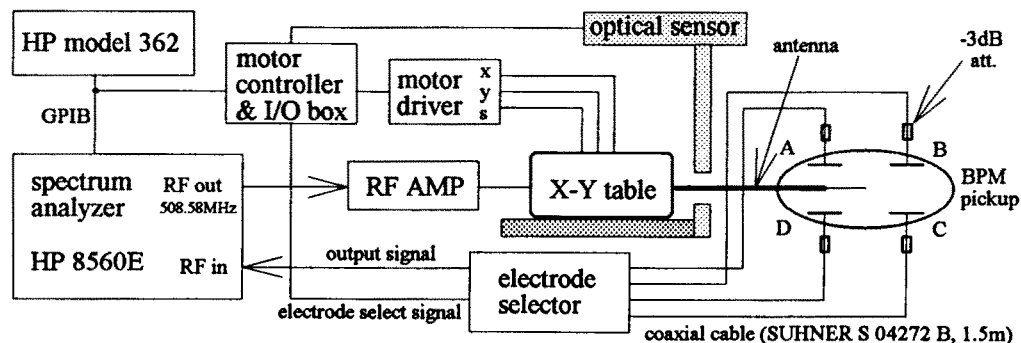 HP model 362
GPIB
motor
controller
& I/O box
motor
driver
x
y
s
optical sensor
antenna
-3dB
att.
spectrum
analyzer
HP 8560E
RF out
508.58MHz
RF in
RF AMP
X-Y table
A
B
C
D
BPM
pickup
output signal
electrode select signal
electrode
selector
coaxial cable (SUHNER S 04272 B, 1.5m)